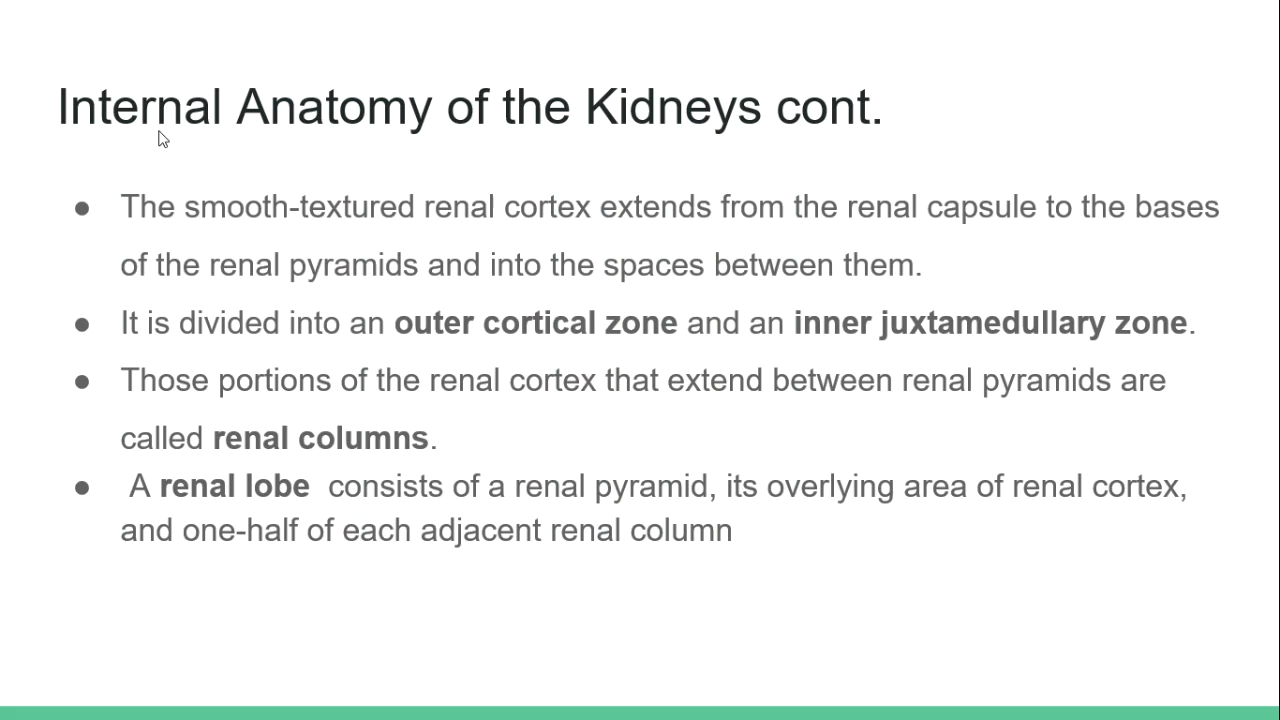 Internal Anatomy of the Kidneys cont.
● The smooth-textured renal cortex extends from the renal capsule to the bases
of the renal pyramids and into the spaces between them.
● It is divided into an outer cortical zone and an inner juxtamedullary zone.
● Those portions of the renal cortex that extend between renal pyramids are
called renal columns.
● A renal lobe consists of a renal pyramid, its overlying area of renal cortex,
and one-half of each adjacent renal column